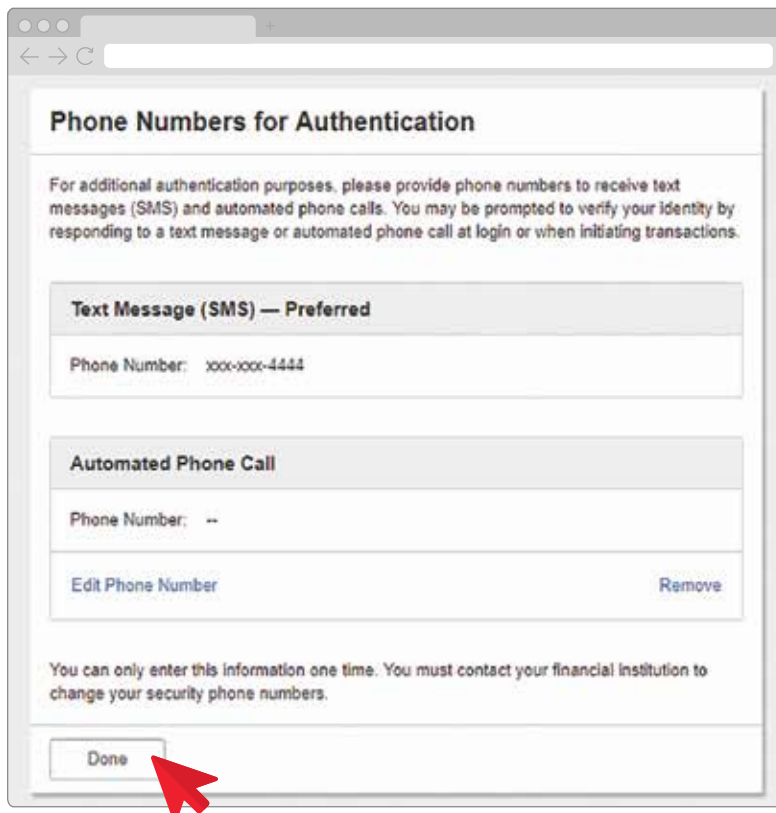 Phone Numbers for Authentication
For additional authentication purposes, please provide phone numbers to receive text
messages (SMS) and automated phone calls. You may be prompted to verify your identity by
responding to a text message or automated phone call at login or when initiating transactions.
Text Message (SMS) — Preferred
Phone Number: xxx-xxx-4444
Automated Phone Call
Phone Number: --
Edit Phone Number Remove
You can only enter this information one time. You must contact your financial institution to
change your security phone numbers.
Done